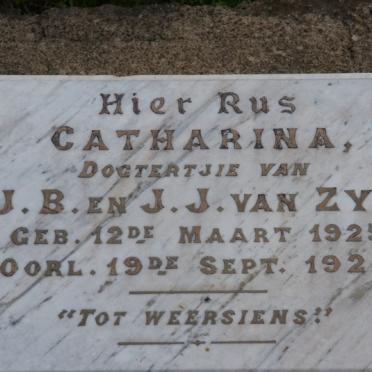 Hier Rus
CATHARINA,
DOGTERTJIE VAN
J. B. EN J. J. VAN ZY
GEB. 12DE MAART 192
OORL. 19DE SEPT. 192
"TOT WEERSIENS."